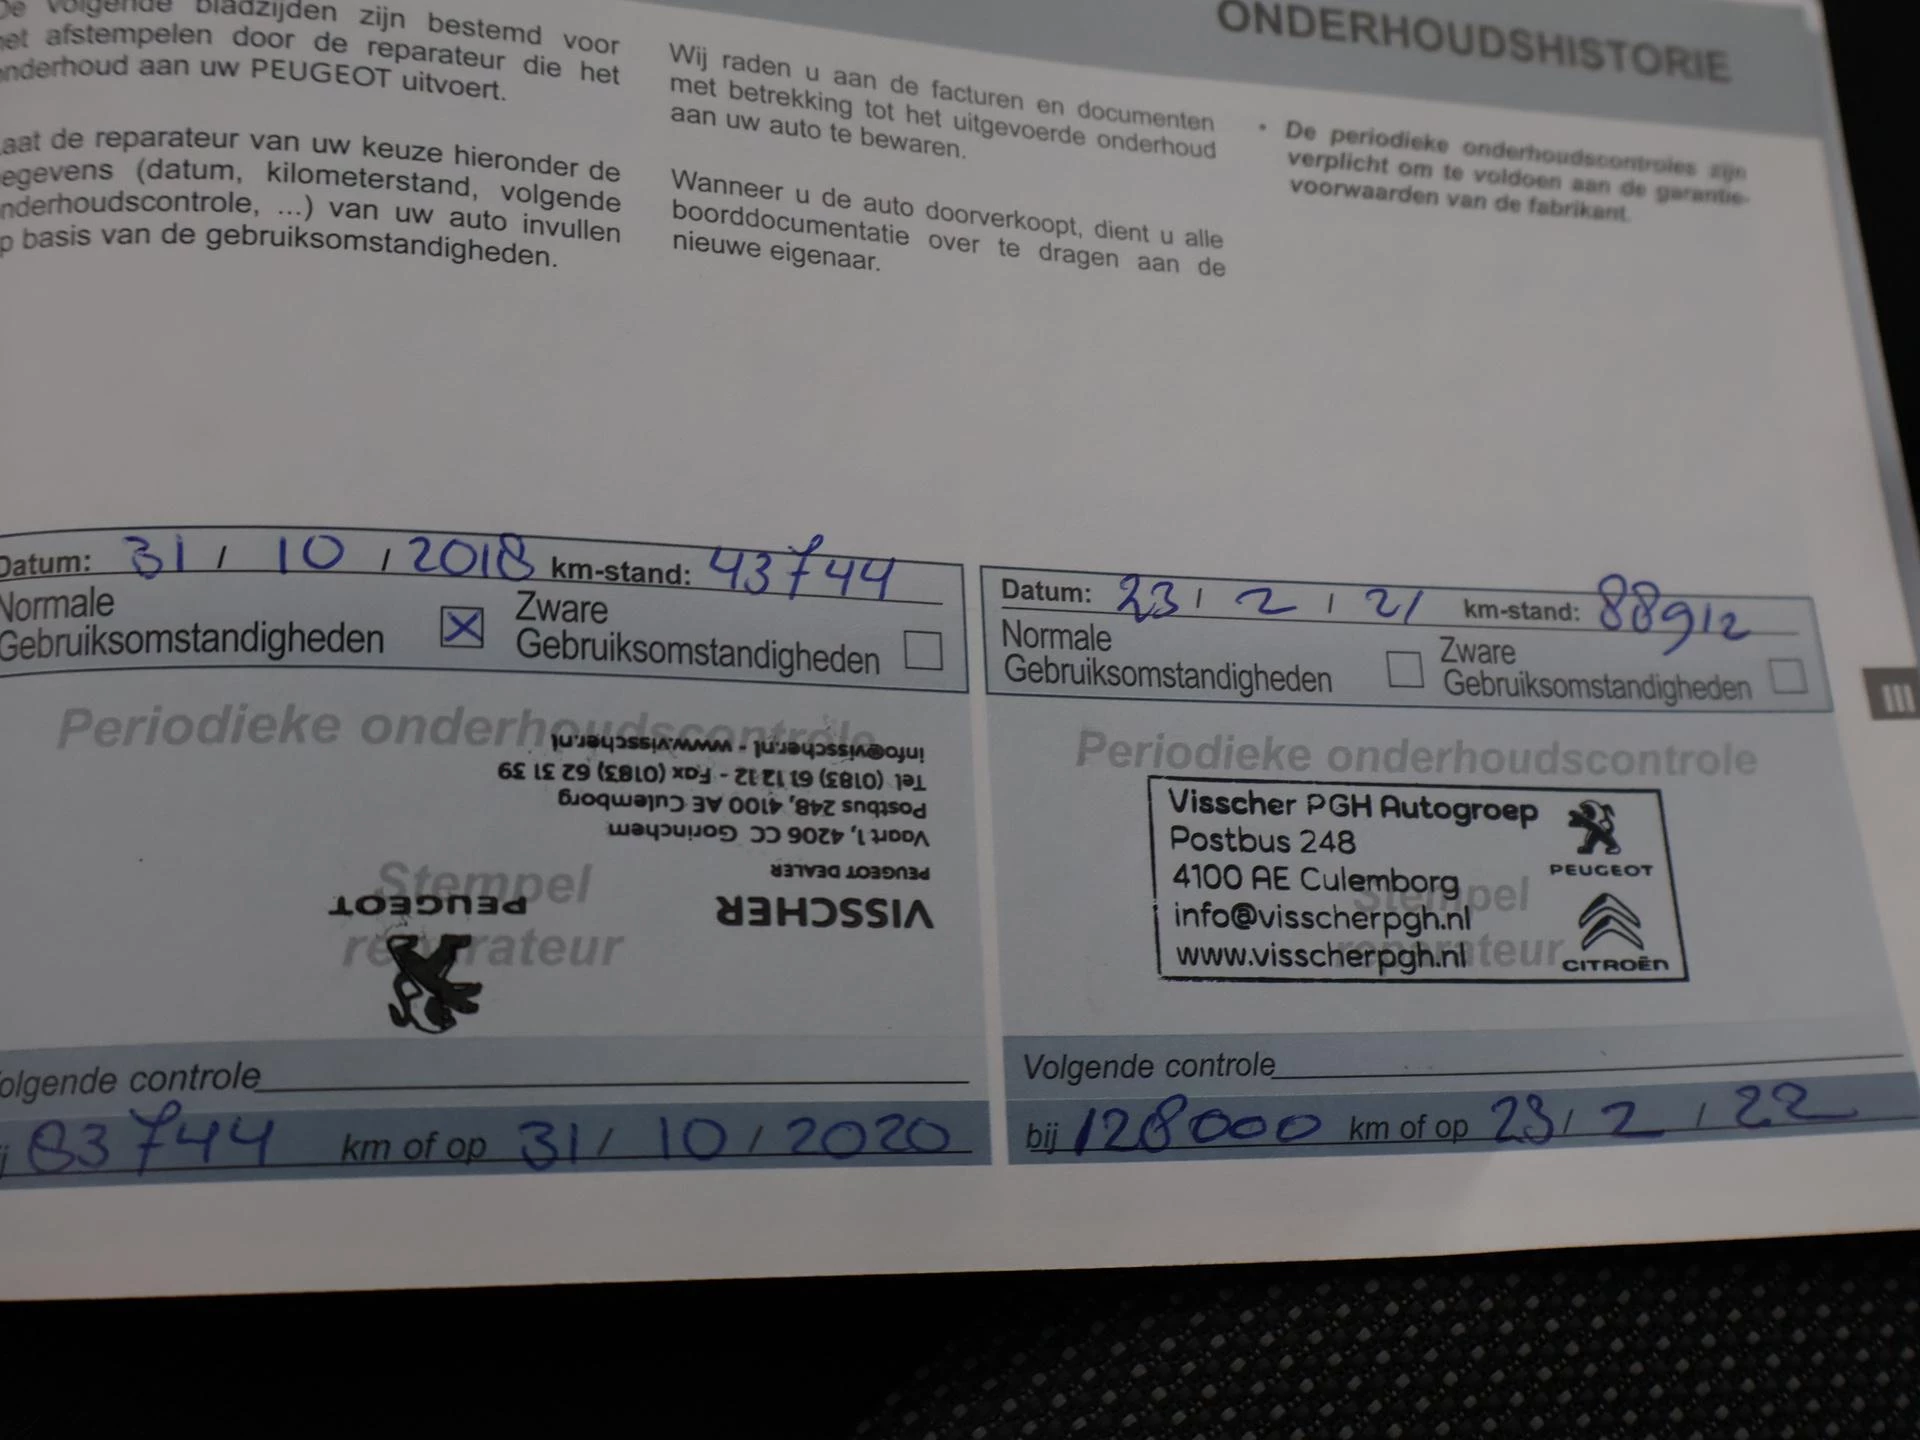 ONDERHOUDSHISTORIE
De volgende bladzijden zijn bestemd voor
het afstempelen door de reparateur die het
onderhoud aan uw PEUGEOT uitvoert.
Laat de reparateur van uw keuze hieronder de
gegevens (datum, kilometerstand, volgende
onderhoudscontrole, ...) van uw auto invullen
op basis van de gebruiksomstandigheden.
Wij raden u aan de facturen en documenten
met betrekking tot het uitgevoerde onderhoud
aan uw auto te bewaren.
Wanneer u de auto doorverkoopt, dient u alle
boorddocumentatie over te dragen aan de
nieuwe eigenaar.
• De periodieke onderhoudscontroles zijn
verplicht om te voldoen aan de garantie-
voorwaarden van de fabrikant.
Datum: 31 / 10 / 2018 km-stand: 43744
Normale Zware
Gebruiksomstandigheden Gebruiksomstandigheden
Periodieke onderhoudscontrole
Stempel
reparateur
VISSCHER
PEUGEOT
PEUGEOT DEALER
Vaart 1, 4206 CC Gorinchem
Postbus 248, 4100 AE Culemborg
Tel. (0183) 61 12 12 - Fax (0183) 62 31 39
info@visscher.nl - www.visscher.nl
Volgende controle
83744 km of op 31 / 10 / 2020
Datum: 23 / 2 / 21 km-stand: 88912
Normale Zware
Gebruiksomstandigheden Gebruiksomstandigheden
Periodieke onderhoudscontrole
Stempel
reparateur
Visscher PGH Autogroep
Postbus 248
4100 AE Culemborg
info@visscherpgh.nl
www.visscherpgh.nl
PEUGEOT
CITROËN
Volgende controle
bij 128000 km of op 23 / 2 / 22
III